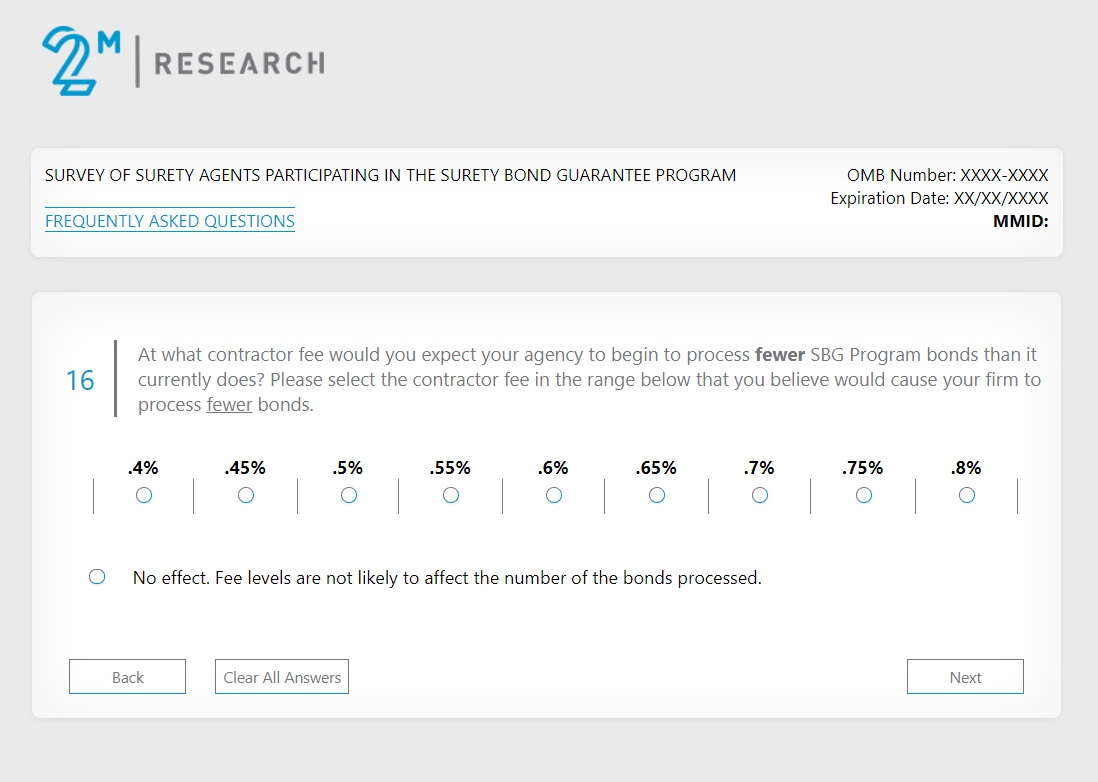 2M | RESEARCH
SURVEY OF SURETY AGENTS PARTICIPATING IN THE SURETY BOND GUARANTEE PROGRAM
OMB Number: XXXX-XXXX
Expiration Date: XX/XX/XXXX
FREQUENTLY ASKED QUESTIONS
MMID:
16
At what contractor fee would you expect your agency to begin to process fewer SBG Program bonds than it
currently does? Please select the contractor fee in the range below that you believe would cause your firm to
process fewer bonds.
.4% .45% .5% .55% .6% .65% .7% .75% .8%
No effect. Fee levels are not likely to affect the number of the bonds processed.
Back Clear All Answers Next